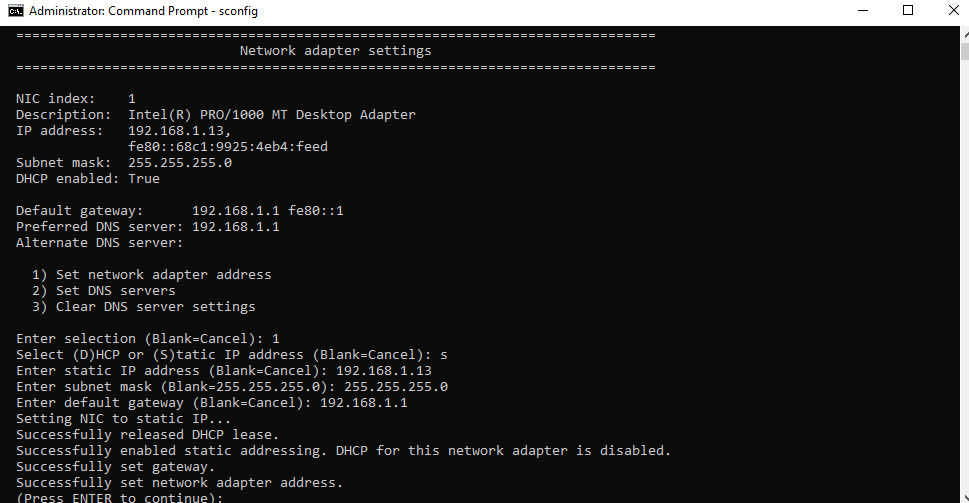 Administrator: Command Prompt - sconfig
================================================================================
Network adapter settings
================================================================================
NIC index: 1
Description: Intel(R) PRO/1000 MT Desktop Adapter
IP address: 192.168.1.13,
fe80::68c1:9925:4eb4:feed
Subnet mask: 255.255.255.0
DHCP enabled: True
Default gateway: 192.168.1.1 fe80::1
Preferred DNS server: 192.168.1.1
Alternate DNS server:
1) Set network adapter address
2) Set DNS servers
3) Clear DNS server settings
Enter selection (Blank=Cancel): 1
Select (D)HCP or (S)tatic IP address (Blank=Cancel): s
Enter static IP address (Blank=Cancel): 192.168.1.13
Enter subnet mask (Blank=255.255.255.0): 255.255.255.0
Enter default gateway (Blank=Cancel): 192.168.1.1
Setting NIC to static IP...
Successfully released DHCP lease.
Successfully enabled static addressing. DHCP for this network adapter is disabled.
Successfully set gateway.
Successfully set network adapter address.
(Press ENTER to continue):